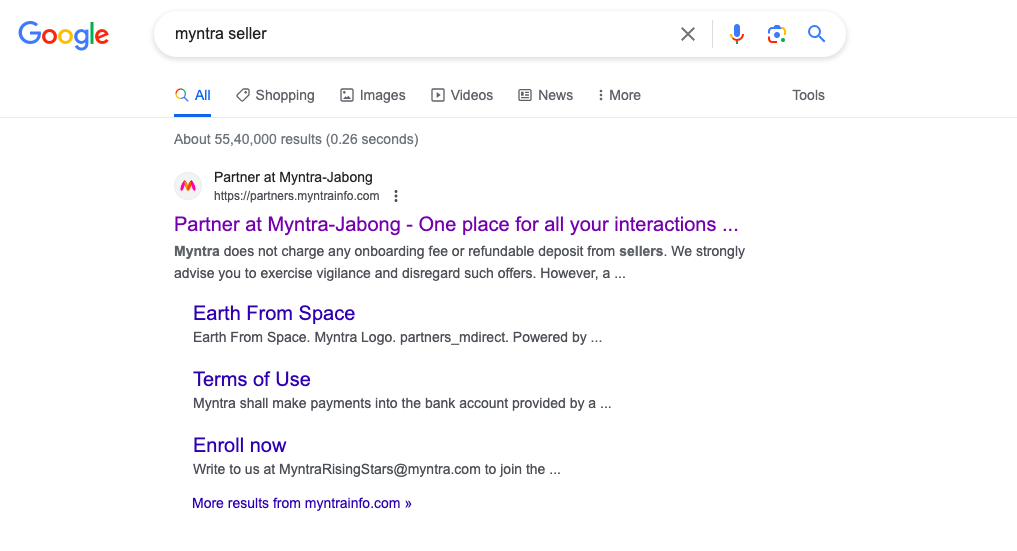 Google
myntra seller
All Shopping Images Videos News More Tools
About 55,40,000 results (0.26 seconds)
Partner at Myntra-Jabong
https://partners.myntrainfo.com
Partner at Myntra-Jabong - One place for all your interactions ...
Myntra does not charge any onboarding fee or refundable deposit from sellers. We strongly
advise you to exercise vigilance and disregard such offers. However, a ...
Earth From Space
Earth From Space. Myntra Logo. partners_mdirect. Powered by ...
Terms of Use
Myntra shall make payments into the bank account provided by a ...
Enroll now
Write to us at MyntraRisingStars@myntra.com to join the ...
More results from myntrainfo.com »